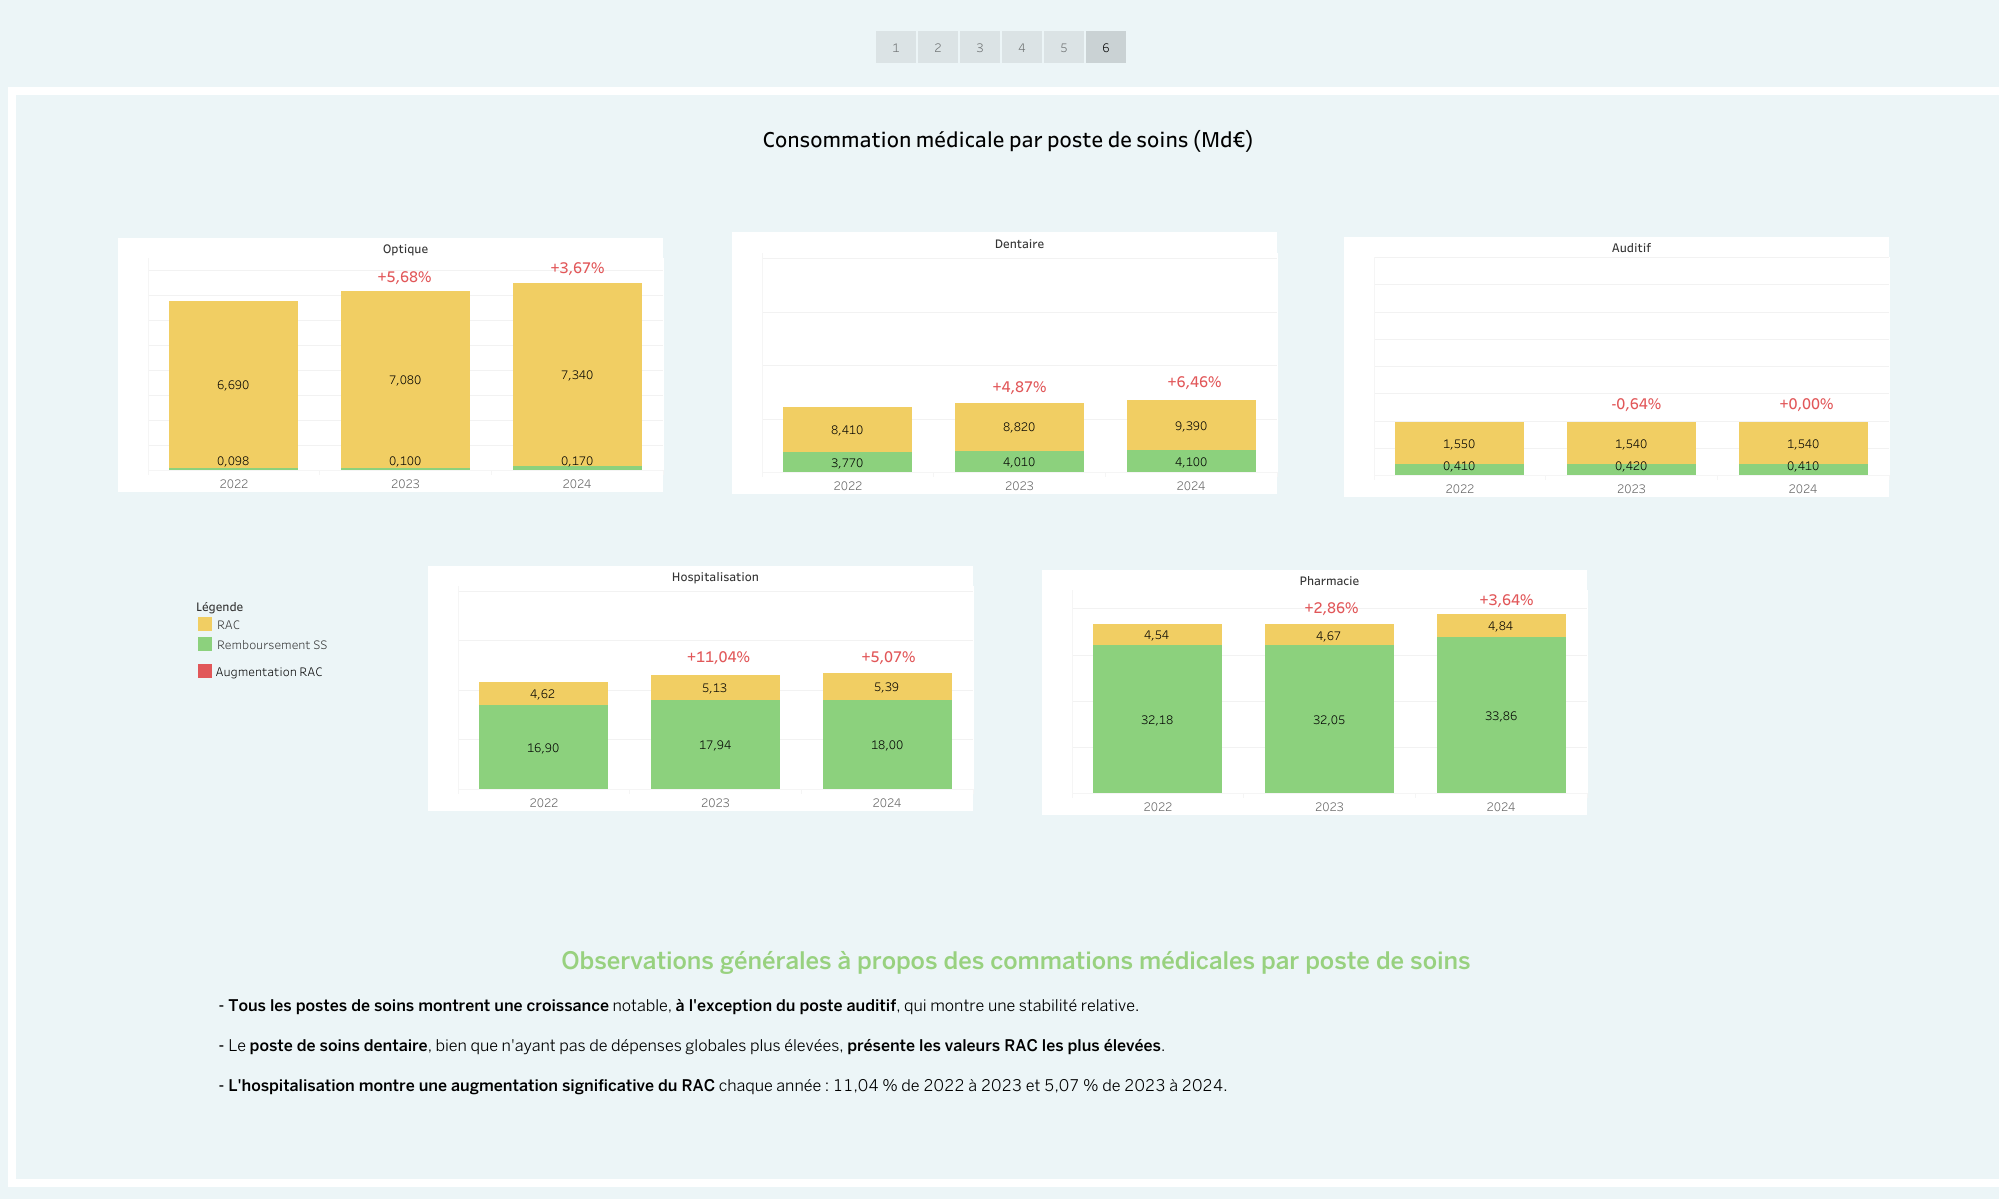 1 2 3 4 5 6
Consommation médicale par poste de soins (Md€)
Optique
+5,68% +3,67%
6,690 7,080 7,340
0,098 0,100 0,170
2022 2023 2024
Dentaire
+4,87% +6,46%
8,410 8,820 9,390
3,770 4,010 4,100
2022 2023 2024
Auditif
-0,64% +0,00%
1,550 1,540 1,540
0,410 0,420 0,410
2022 2023 2024
Légende
RAC
Remboursement SS
Augmentation RAC
Hospitalisation
+11,04% +5,07%
4,62 5,13 5,39
16,90 17,94 18,00
2022 2023 2024
Pharmacie
+2,86% +3,64%
4,54 4,67 4,84
32,18 32,05 33,86
2022 2023 2024
Observations générales à propos des commations médicales par poste de soins
- Tous les postes de soins montrent une croissance notable, à l'exception du poste auditif, qui montre une stabilité relative.
- Le poste de soins dentaire, bien que n'ayant pas de dépenses globales plus élevées, présente les valeurs RAC les plus élevées.
- L'hospitalisation montre une augmentation significative du RAC chaque année : 11,04 % de 2022 à 2023 et 5,07 % de 2023 à 2024.